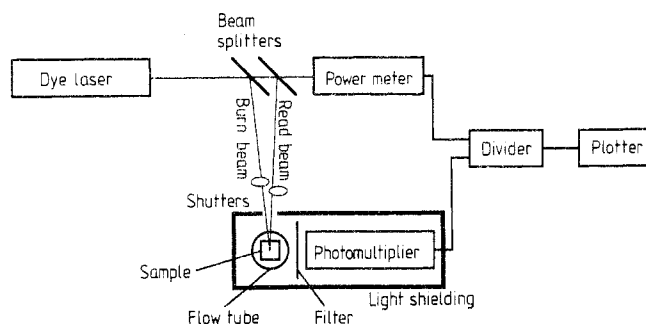 Beam
splitters
Dye laser
Power meter
Burn beam
Read beam
Divider
Plotter
Shutters
Photomultiplier
Sample
Light shielding
Flow tube
Filter